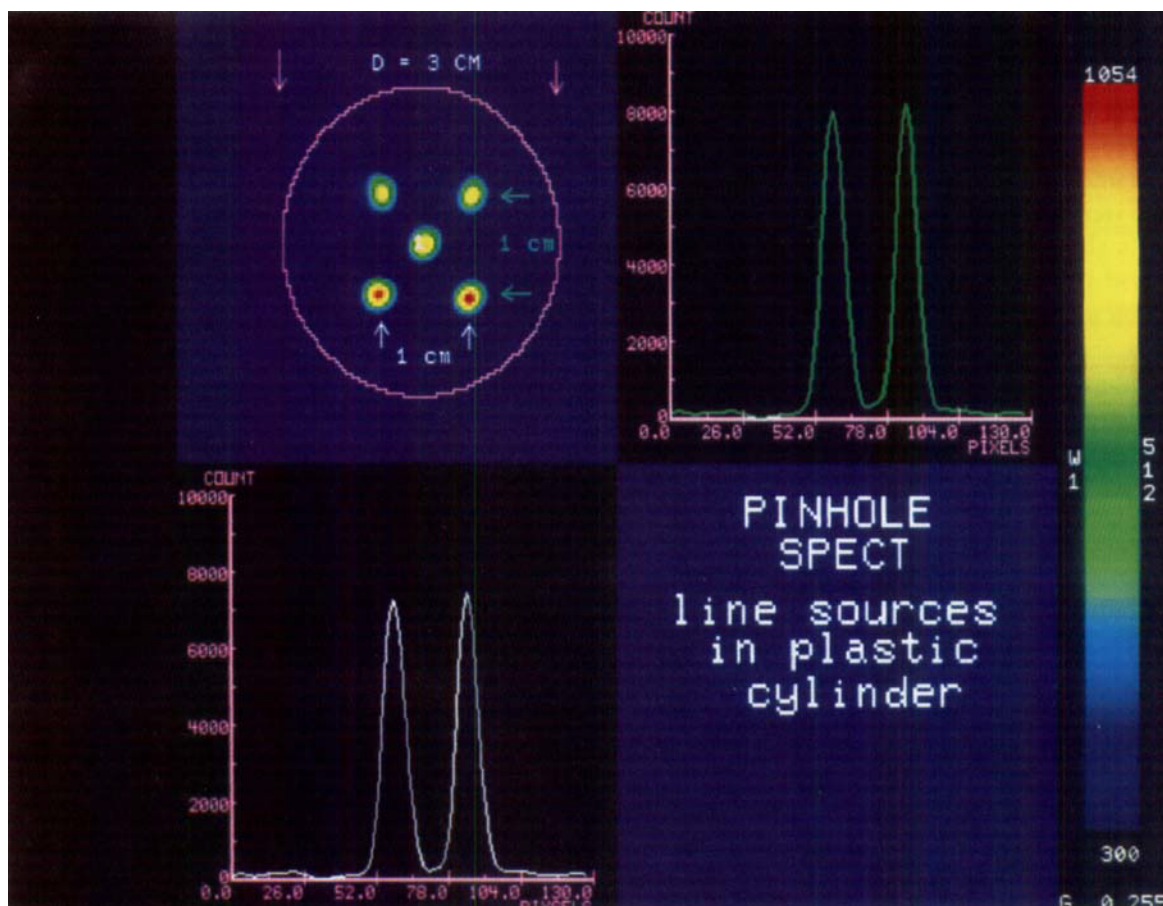 D = 3 CM
1
1 cm
1 cm
COUNT
10000
8000
6000
4000
2000
0
0.0 26.0 52.0 78.0 104.0 130.0
PIXELS
COUNT
10000
8000
6000
4000
2000
0
0.0 26.0 52.0 78.0 104.0 130.0
PIXELS
PINHOLE
SPECT
line sources
in plastic
cylinder
1054
W1
512
300
G 0.255